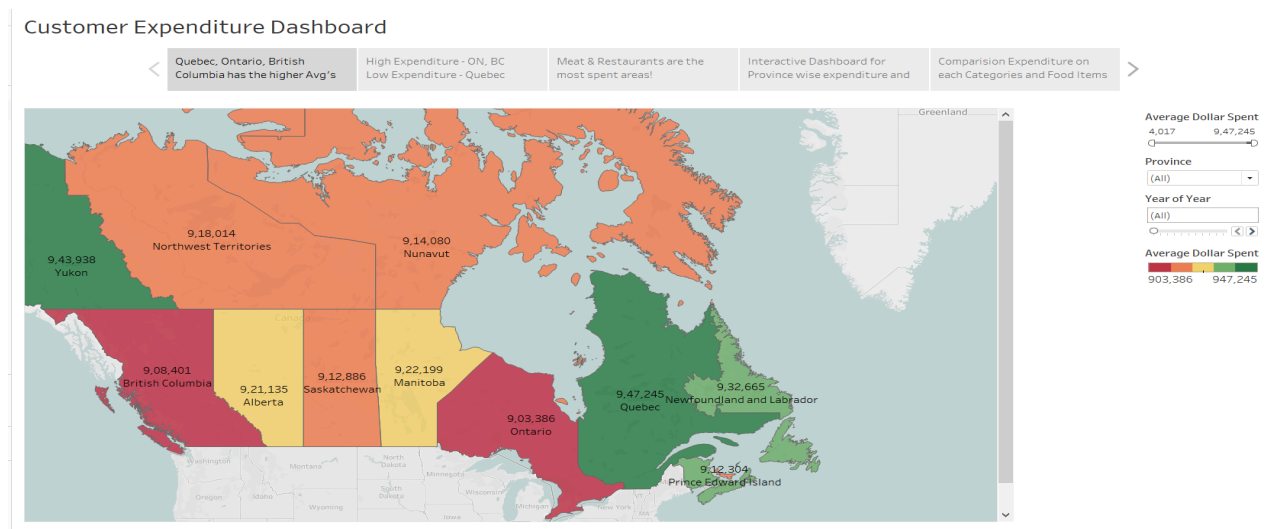 Customer Expenditure Dashboard
Quebec, Ontario, British
Columbia has the higher Avg's
High Expenditure - ON, BC
Low Expenditure - Quebec
Meat & Restaurants are the
most spent areas!
Interactive Dashboard for
Province wise expenditure and
Comparision Expenditure on
each Categories and Food Items
Greenland
9,18,014
Northwest Territories
9,14,080
Nunavut
9,43,938
Yukon
9,08,401
British Columbia
9,21,135
Alberta
9,12,886
Saskatchewan
9,22,199
Manitoba
9,03,386
Ontario
9,47,245
Quebec
9,32,665
Newfoundland and Labrador
9,12,304
Prince Edward Island
Washington
Montana
North
Dakota
Minnesota
Oregon
Idaho
Wyoming
South
Dakota
Wisconsin
Michigan
Iowa
New York
MA
Average Dollar Spent
4,017
9,47,245
Province
(All)
Year of Year
(All)
Average Dollar Spent
903,386
947,245